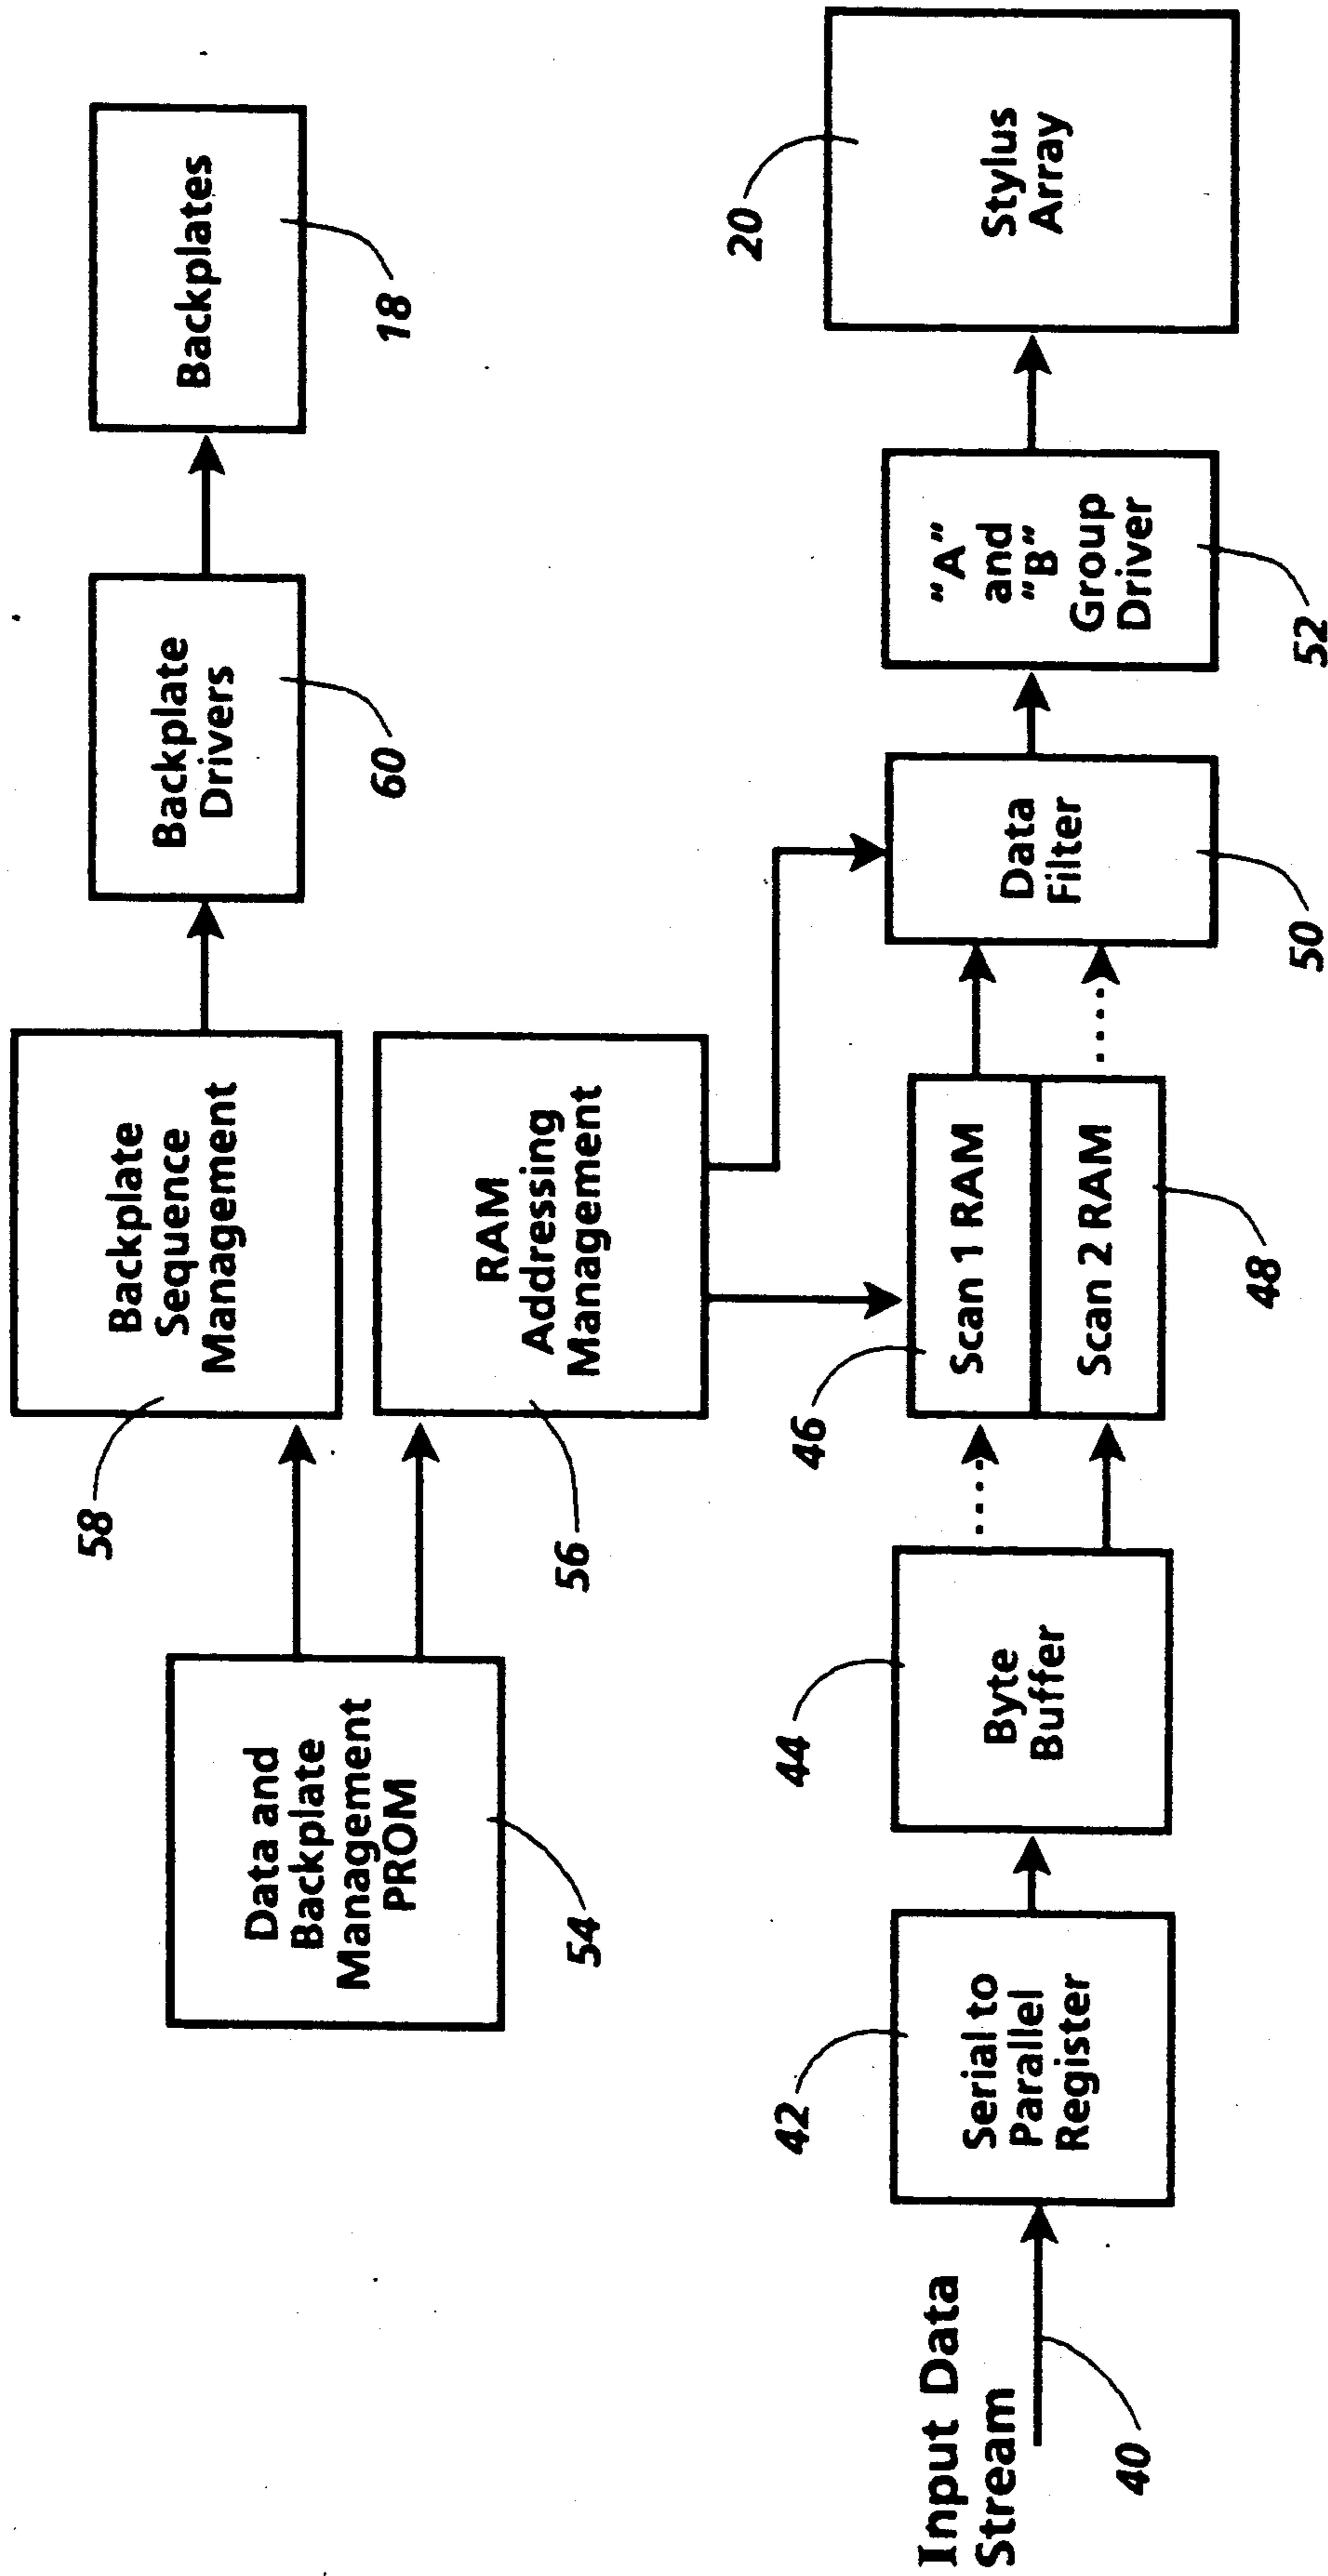 Backplate
Sequence
Management
58
Backplate
Drivers
60
Backplates
18
Data and
Backplate
Management
PROM
54
RAM
Addressing
Management
56
Input Data
Stream
40
Serial to
Parallel
Register
42
Byte
Buffer
44
Scan 1 RAM
46
Scan 2 RAM
48
Data
Filter
50
"A"
and
"B"
Group
Driver
52
Stylus
Array
20